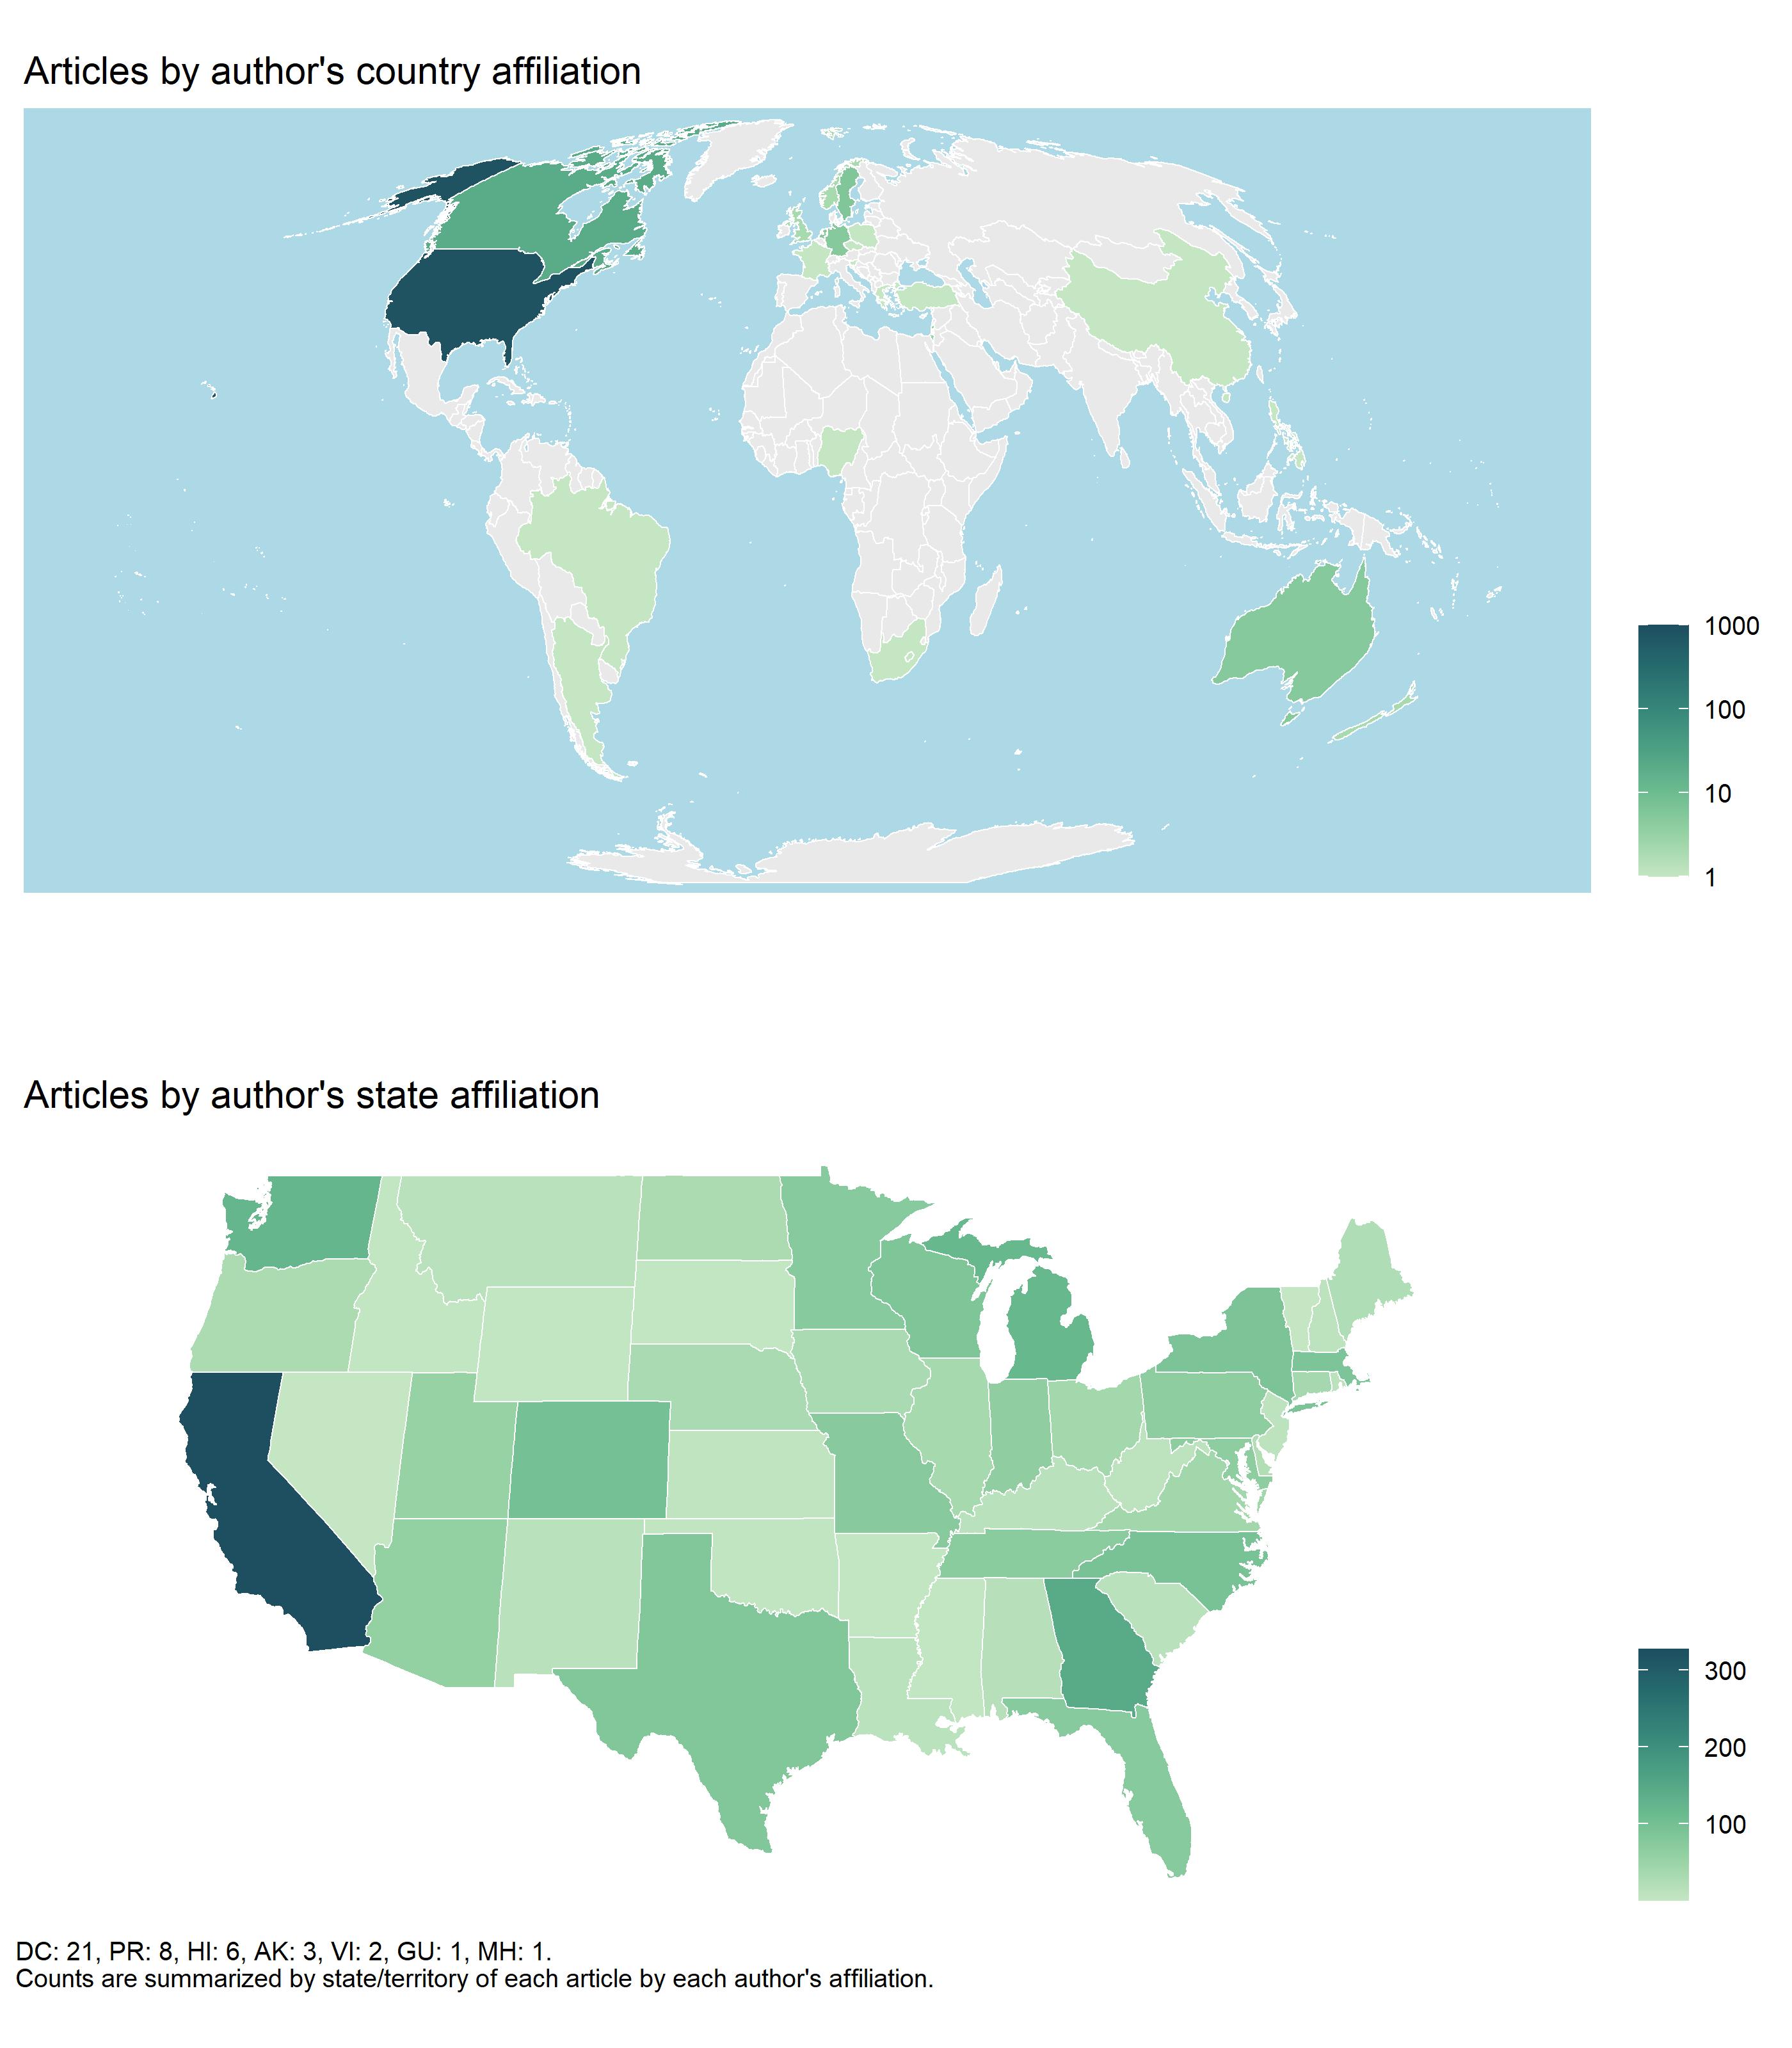 Articles by author's country affiliation
1000
100
10
1
Articles by author's state affiliation
300
200
100
DC: 21, PR: 8, HI: 6, AK: 3, VI: 2, GU: 1, MH: 1.
Counts are summarized by state/territory of each article by each author's affiliation.